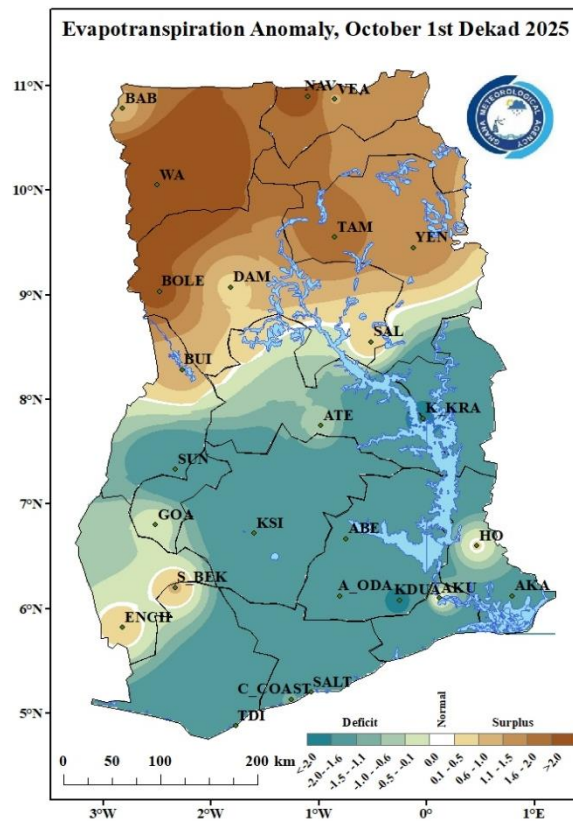 Evapotranspiration Anomaly, October 1st Dekad 2025
11°N
10°N
9°N
8°N
7°N
6°N
5°N
3°W
2°W
1°W
0°
1°E
GHANA METEOROLOGICAL AGENCY
BAB
NAV
VEA
WA
TAM
YEN
BOLE
DAM
SAL
BUI
ATE
K_KRA
SUN
GOA
KSI
ABE
HO
S_BEK
A_ODA
KDUA
AKU
AKA
ENCH
C_COAST
SALT
TDI
Deficit
Normal
Surplus
<-2.0
-2.0--1.6
-1.5--1.1
-1.0--0.6
-0.5--0.1
0.0
0.1-0.5
0.6-1.0
1.1-1.5
1.6-2.0
>2.0
0 50 100 200 km